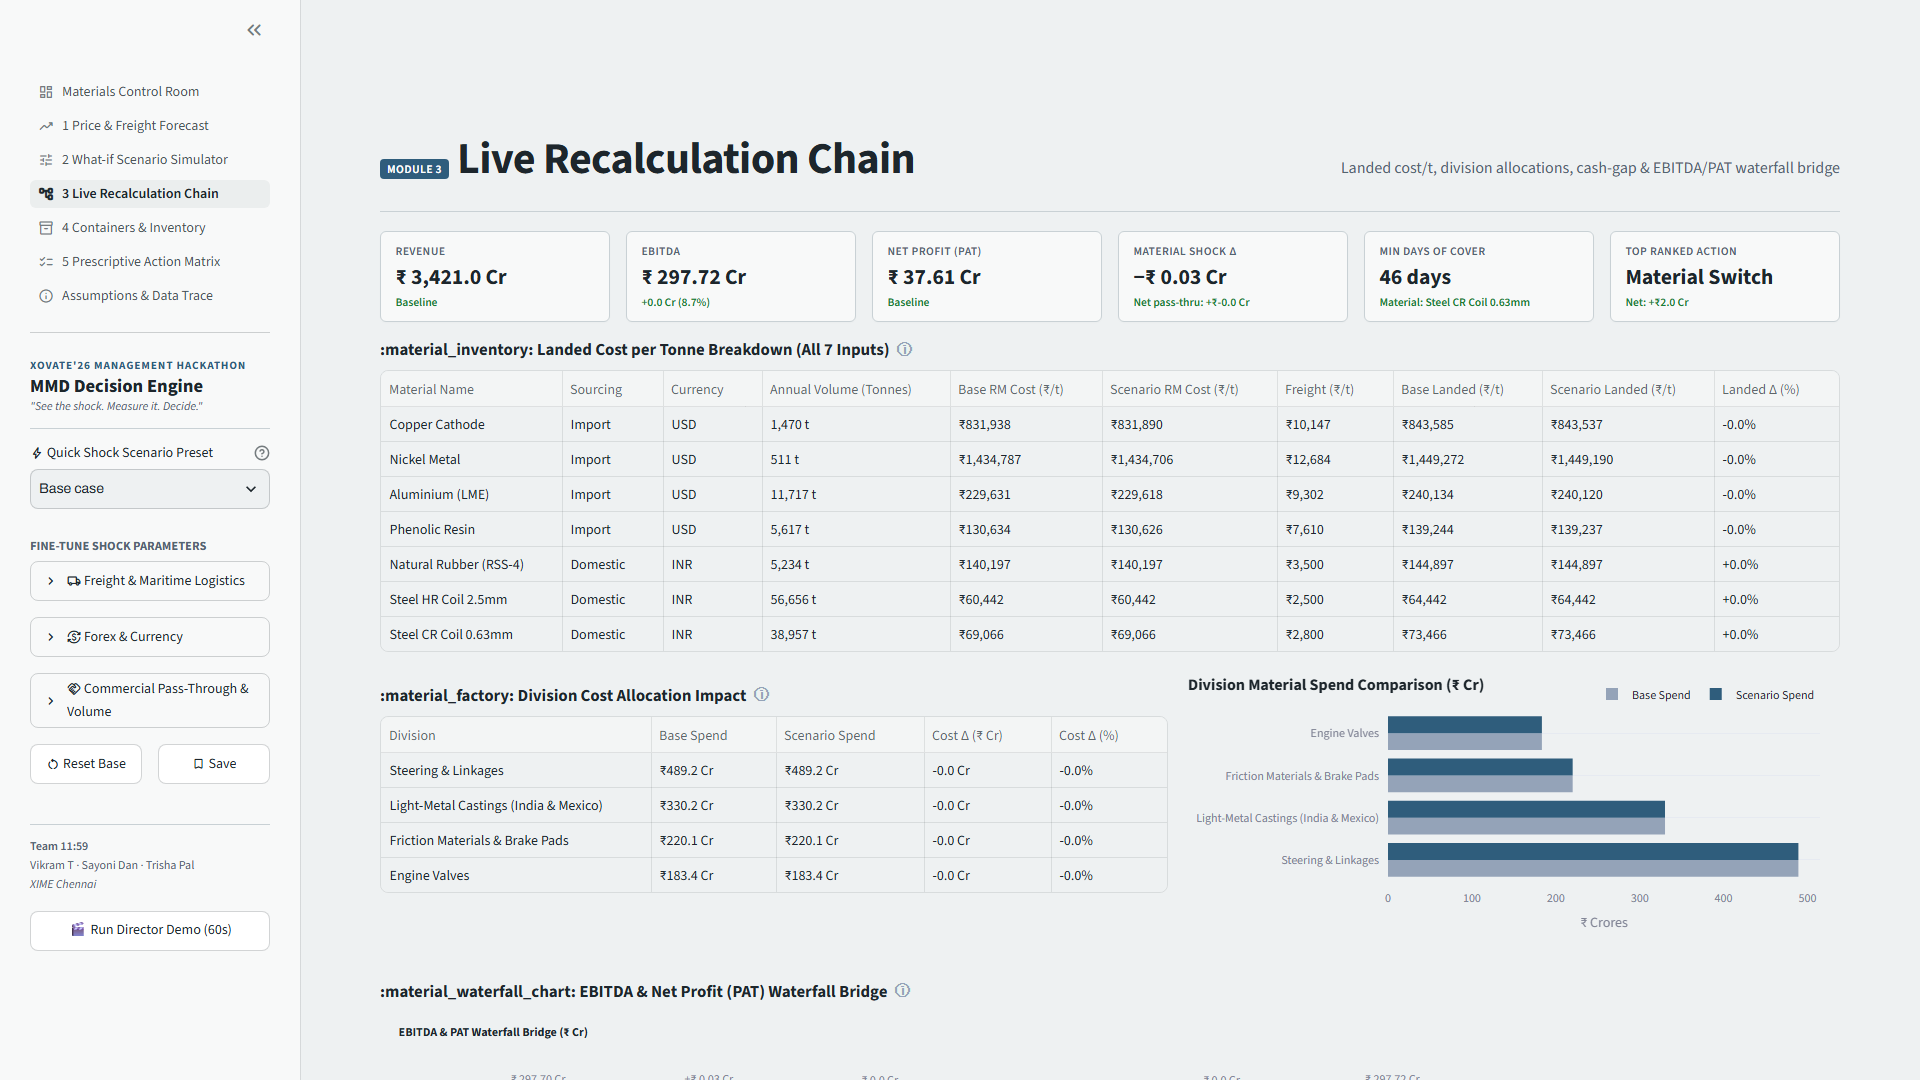 Materials Control Room
1 Price & Freight Forecast
2 What-if Scenario Simulator
3 Live Recalculation Chain
4 Containers & Inventory
5 Prescriptive Action Matrix
Assumptions & Data Trace
XOVATE'26 MANAGEMENT HACKATHON
MMD Decision Engine
"See the shock. Measure it. Decide."
Quick Shock Scenario Preset
Base case
FINE-TUNE SHOCK PARAMETERS
Freight & Maritime Logistics
Forex & Currency
Commercial Pass-Through &
Volume
Reset Base Save
Team 11:59
Vikram T · Sayoni Dan · Trisha Pal
XIME Chennai
Run Director Demo (60s)
MODULE 3 Live Recalculation Chain
Landed cost/t, division allocations, cash-gap & EBITDA/PAT waterfall bridge
REVENUE
₹ 3,421.0 Cr
Baseline
EBITDA
₹ 297.72 Cr
+0.0 Cr (8.7%)
NET PROFIT (PAT)
₹ 37.61 Cr
Baseline
MATERIAL SHOCK Δ
−₹ 0.03 Cr
Net pass-thru: +₹-0.0 Cr
MIN DAYS OF COVER
46 days
Material: Steel CR Coil 0.63mm
TOP RANKED ACTION
Material Switch
Net: +₹2.0 Cr
:material_inventory: Landed Cost per Tonne Breakdown (All 7 Inputs)
Material Name Sourcing Currency Annual Volume (Tonnes) Base RM Cost (₹/t) Scenario RM Cost (₹/t) Freight (₹/t) Base Landed (₹/t) Scenario Landed (₹/t) Landed Δ (%)
Copper Cathode Import USD 1,470 t ₹831,938 ₹831,890 ₹10,147 ₹843,585 ₹843,537 -0.0%
Nickel Metal Import USD 511 t ₹1,434,787 ₹1,434,706 ₹12,684 ₹1,449,272 ₹1,449,190 -0.0%
Aluminium (LME) Import USD 11,717 t ₹229,631 ₹229,618 ₹9,302 ₹240,134 ₹240,120 -0.0%
Phenolic Resin Import USD 5,617 t ₹130,634 ₹130,626 ₹7,610 ₹139,244 ₹139,237 -0.0%
Natural Rubber (RSS-4) Domestic INR 5,234 t ₹140,197 ₹140,197 ₹3,500 ₹144,897 ₹144,897 +0.0%
Steel HR Coil 2.5mm Domestic INR 56,656 t ₹60,442 ₹60,442 ₹2,500 ₹64,442 ₹64,442 +0.0%
Steel CR Coil 0.63mm Domestic INR 38,957 t ₹69,066 ₹69,066 ₹2,800 ₹73,466 ₹73,466 +0.0%
:material_factory: Division Cost Allocation Impact
Division Base Spend Scenario Spend Cost Δ (₹ Cr) Cost Δ (%)
Steering & Linkages ₹489.2 Cr ₹489.2 Cr -0.0 Cr -0.0%
Light-Metal Castings (India & Mexico) ₹330.2 Cr ₹330.2 Cr -0.0 Cr -0.0%
Friction Materials & Brake Pads ₹220.1 Cr ₹220.1 Cr -0.0 Cr -0.0%
Engine Valves ₹183.4 Cr ₹183.4 Cr -0.0 Cr -0.0%
Division Material Spend Comparison (₹ Cr)
Base Spend Scenario Spend
Engine Valves
Friction Materials & Brake Pads
Light-Metal Castings (India & Mexico)
Steering & Linkages
0 100 200 300 400 500
₹ Crores
:material_waterfall_chart: EBITDA & Net Profit (PAT) Waterfall Bridge
EBITDA & PAT Waterfall Bridge (₹ Cr)
₹ 297.70 Cr +₹ 0.03 Cr ₹ 0.0 Cr ₹ 0.0 Cr ₹ 297.72 Cr